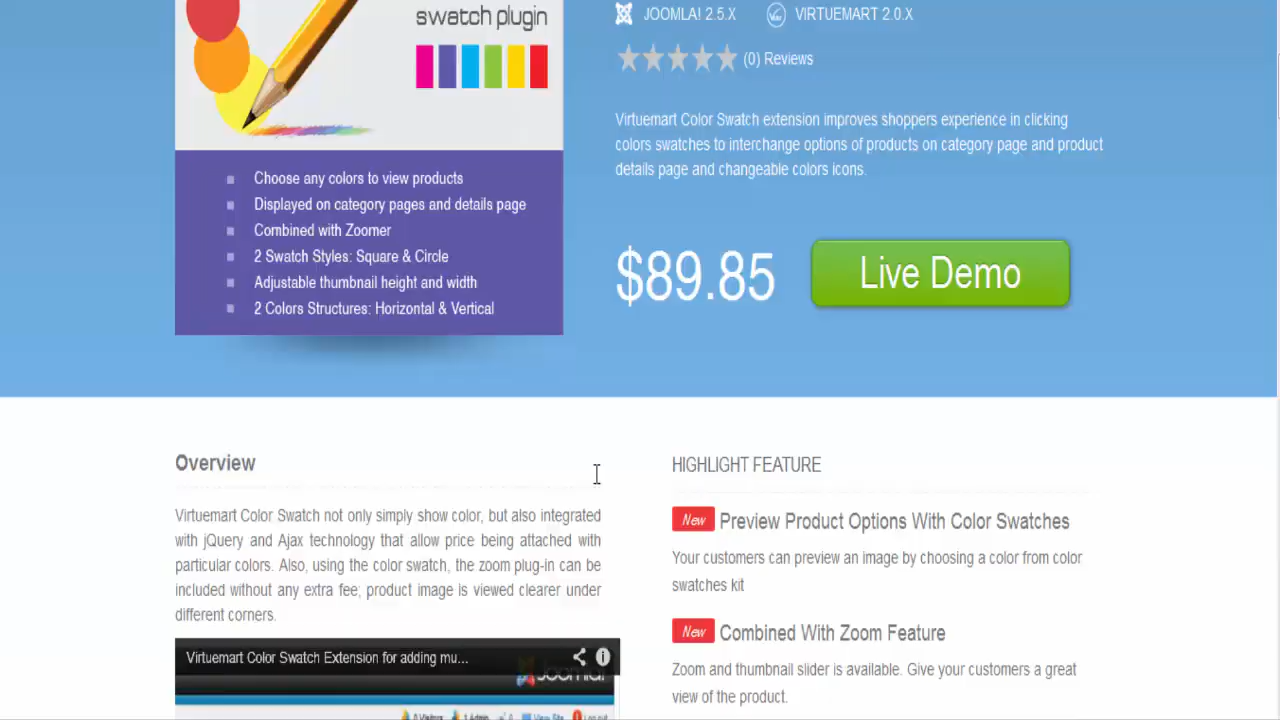 swatch plugin
JOOMLA! 2.5.X VIRTUEMART 2.0.X
(0) Reviews
Virtuemart Color Swatch extension improves shoppers experience in clicking
colors swatches to interchange options of products on category page and product
details page and changeable colors icons.
Choose any colors to view products
Displayed on category pages and details page
Combined with Zoomer
2 Swatch Styles: Square & Circle
Adjustable thumbnail height and width
2 Colors Structures: Horizontal & Vertical
$89.85 Live Demo
Overview
Virtuemart Color Swatch not only simply show color, but also integrated
with jQuery and Ajax technology that allow price being attached with
particular colors. Also, using the color swatch, the zoom plug-in can be
included without any extra fee; product image is viewed clearer under
different corners.
Virtuemart Color Swatch Extension for adding mu...
Joomla!
View Site Log out
HIGHLIGHT FEATURE
New Preview Product Options With Color Swatches
Your customers can preview an image by choosing a color from color
swatches kit
New Combined With Zoom Feature
Zoom and thumbnail slider is available. Give your customers a great
view of the product.